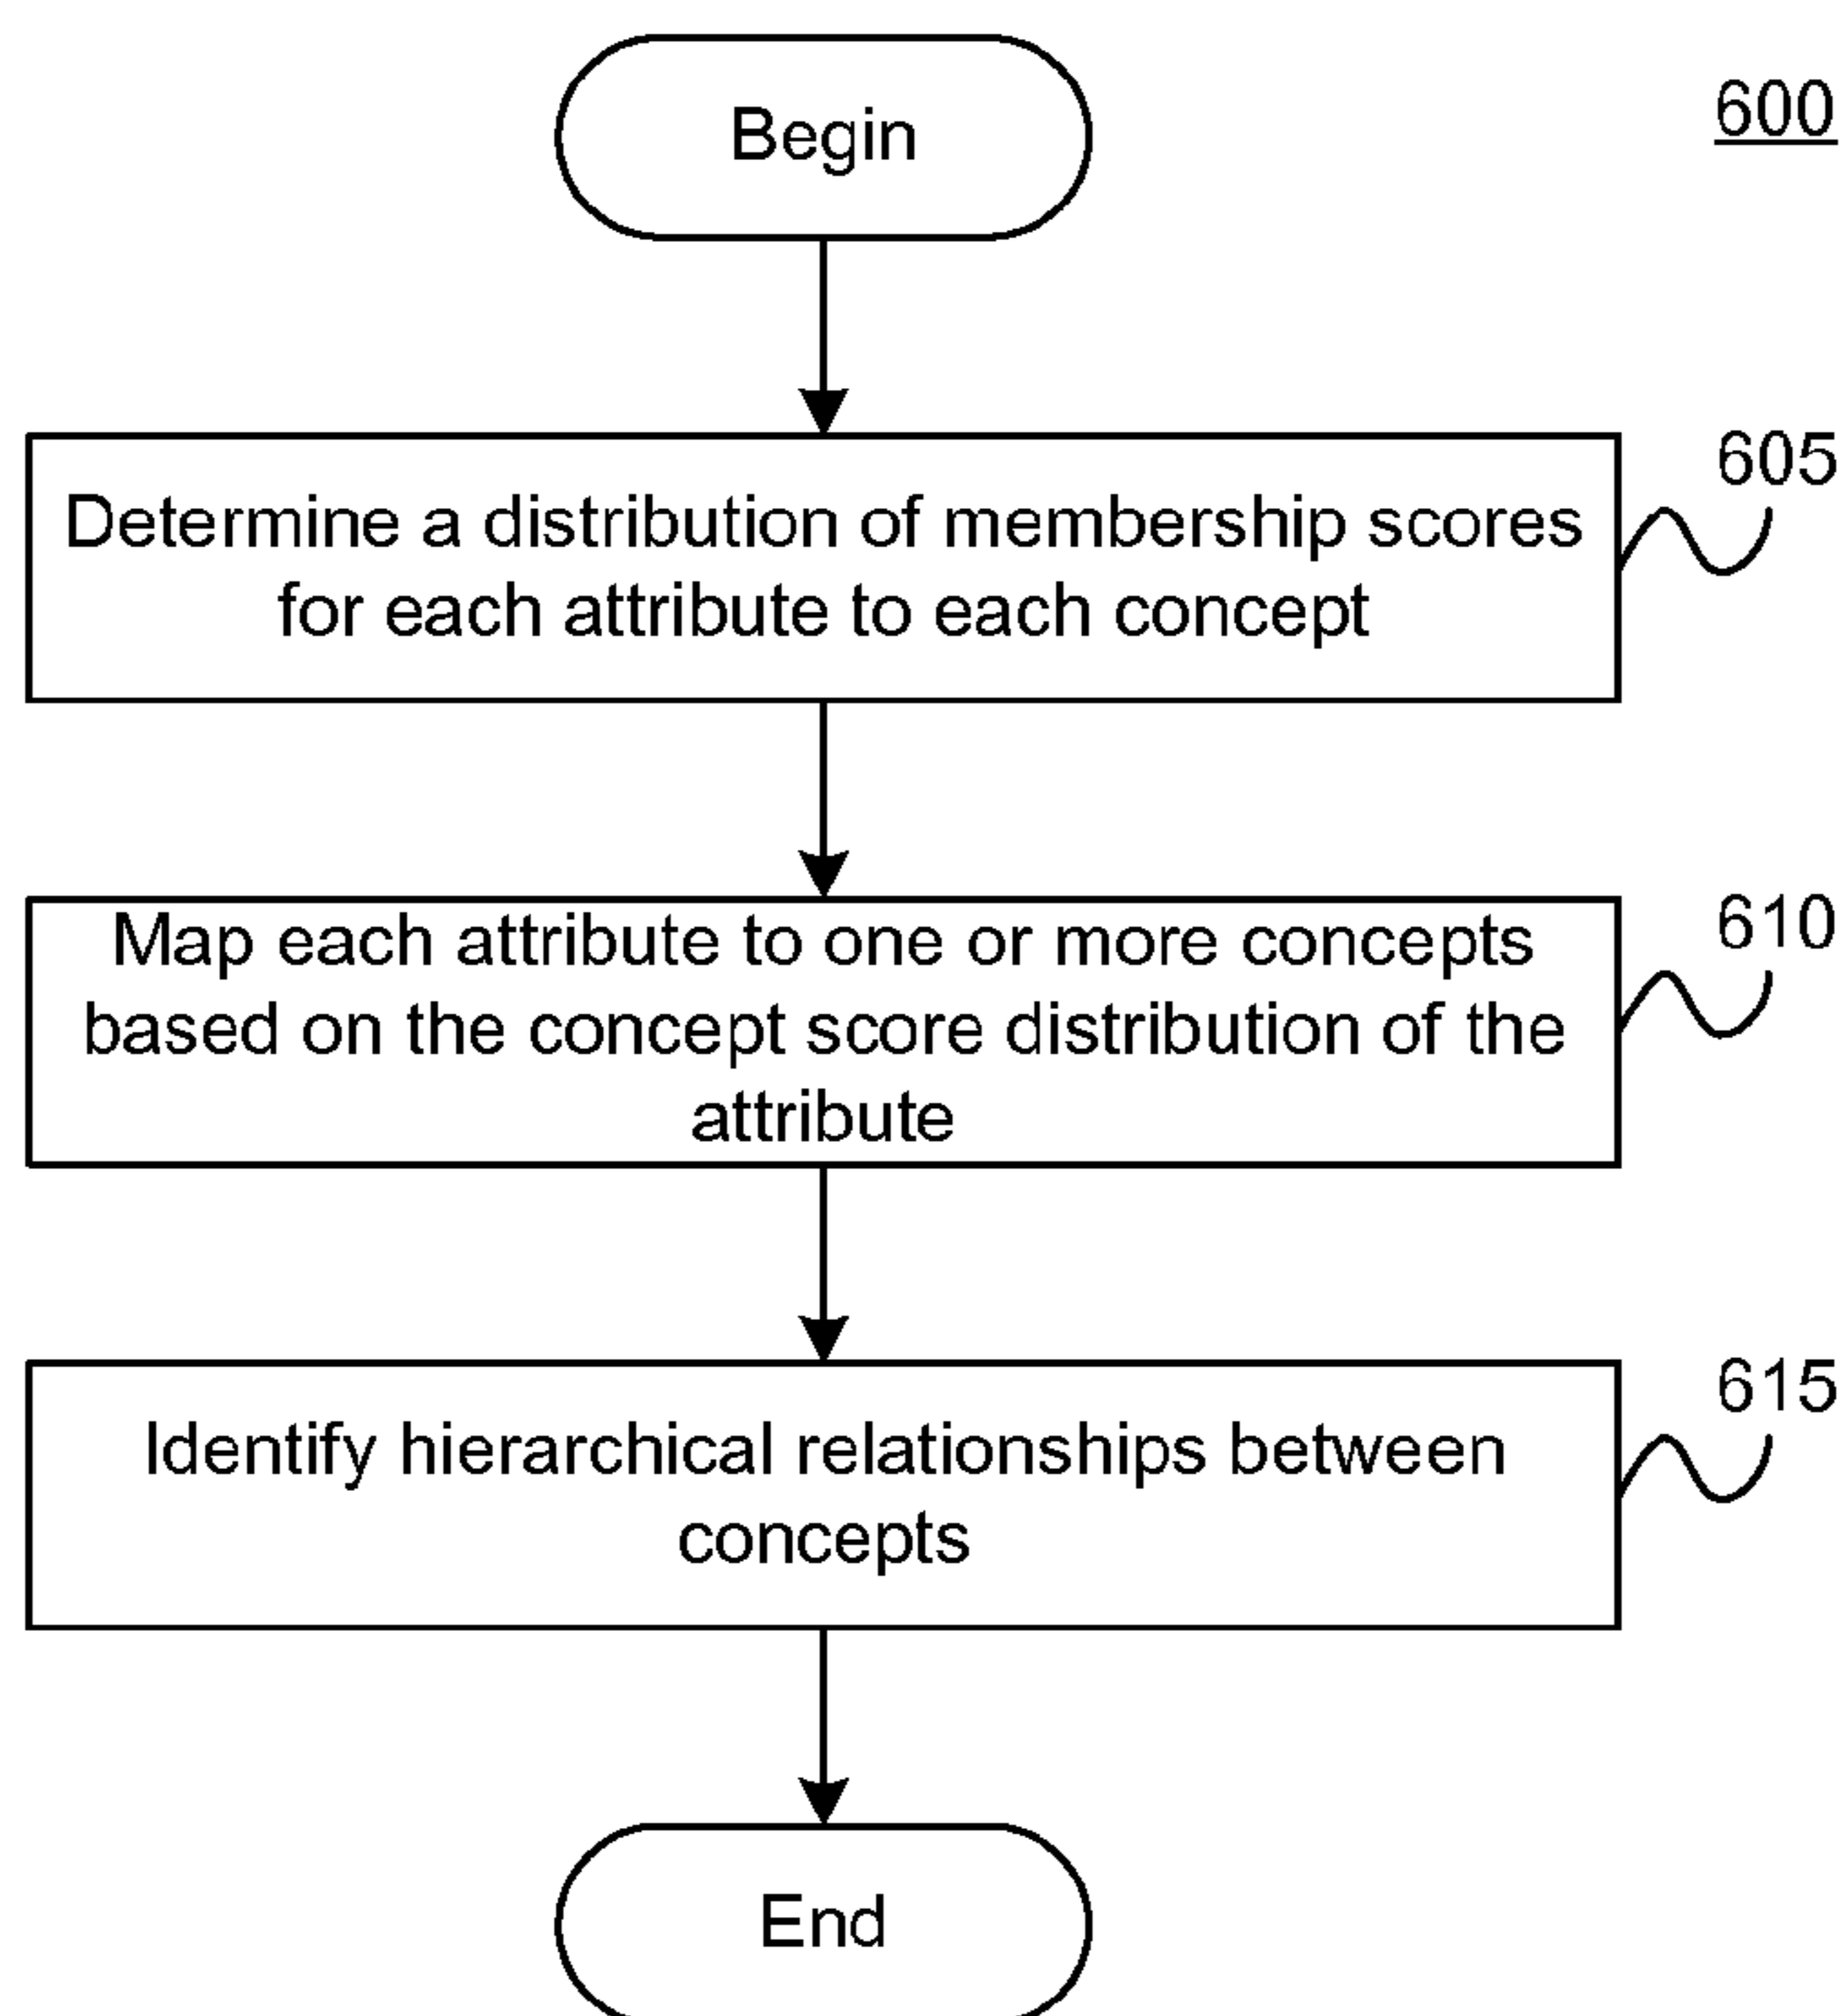 Begin
600
605
Determine a distribution of membership scores
for each attribute to each concept
610
Map each attribute to one or more concepts
based on the concept score distribution of the
attribute
615
Identify hierarchical relationships between
concepts
End